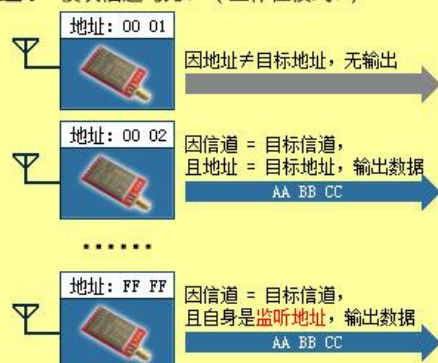 地址: 00 01
因地址≠目标地址,无输出
地址: 00 02
因信道 = 目标信道,
且地址 = 目标地址,输出数据
AA BB CC
......
地址: FF FF
因信道 = 目标信道,
且自身是监听地址,输出数据
AA BB CC